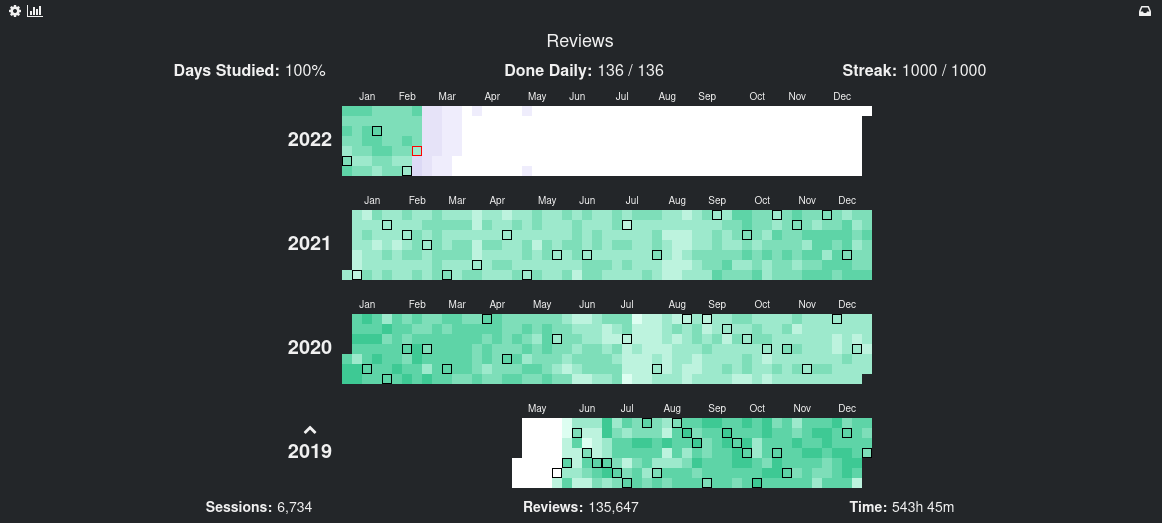 Reviews
Days Studied: 100% Done Daily: 136 / 136 Streak: 1000 / 1000
Jan Feb Mar Apr May Jun Jul Aug Sep Oct Nov Dec
2022
Jan Feb Mar Apr May Jun Jul Aug Sep Oct Nov Dec
2021
Jan Feb Mar Apr May Jun Jul Aug Sep Oct Nov Dec
2020
May Jun Jul Aug Sep Oct Nov Dec
2019
Sessions: 6,734 Reviews: 135,647 Time: 543h 45m